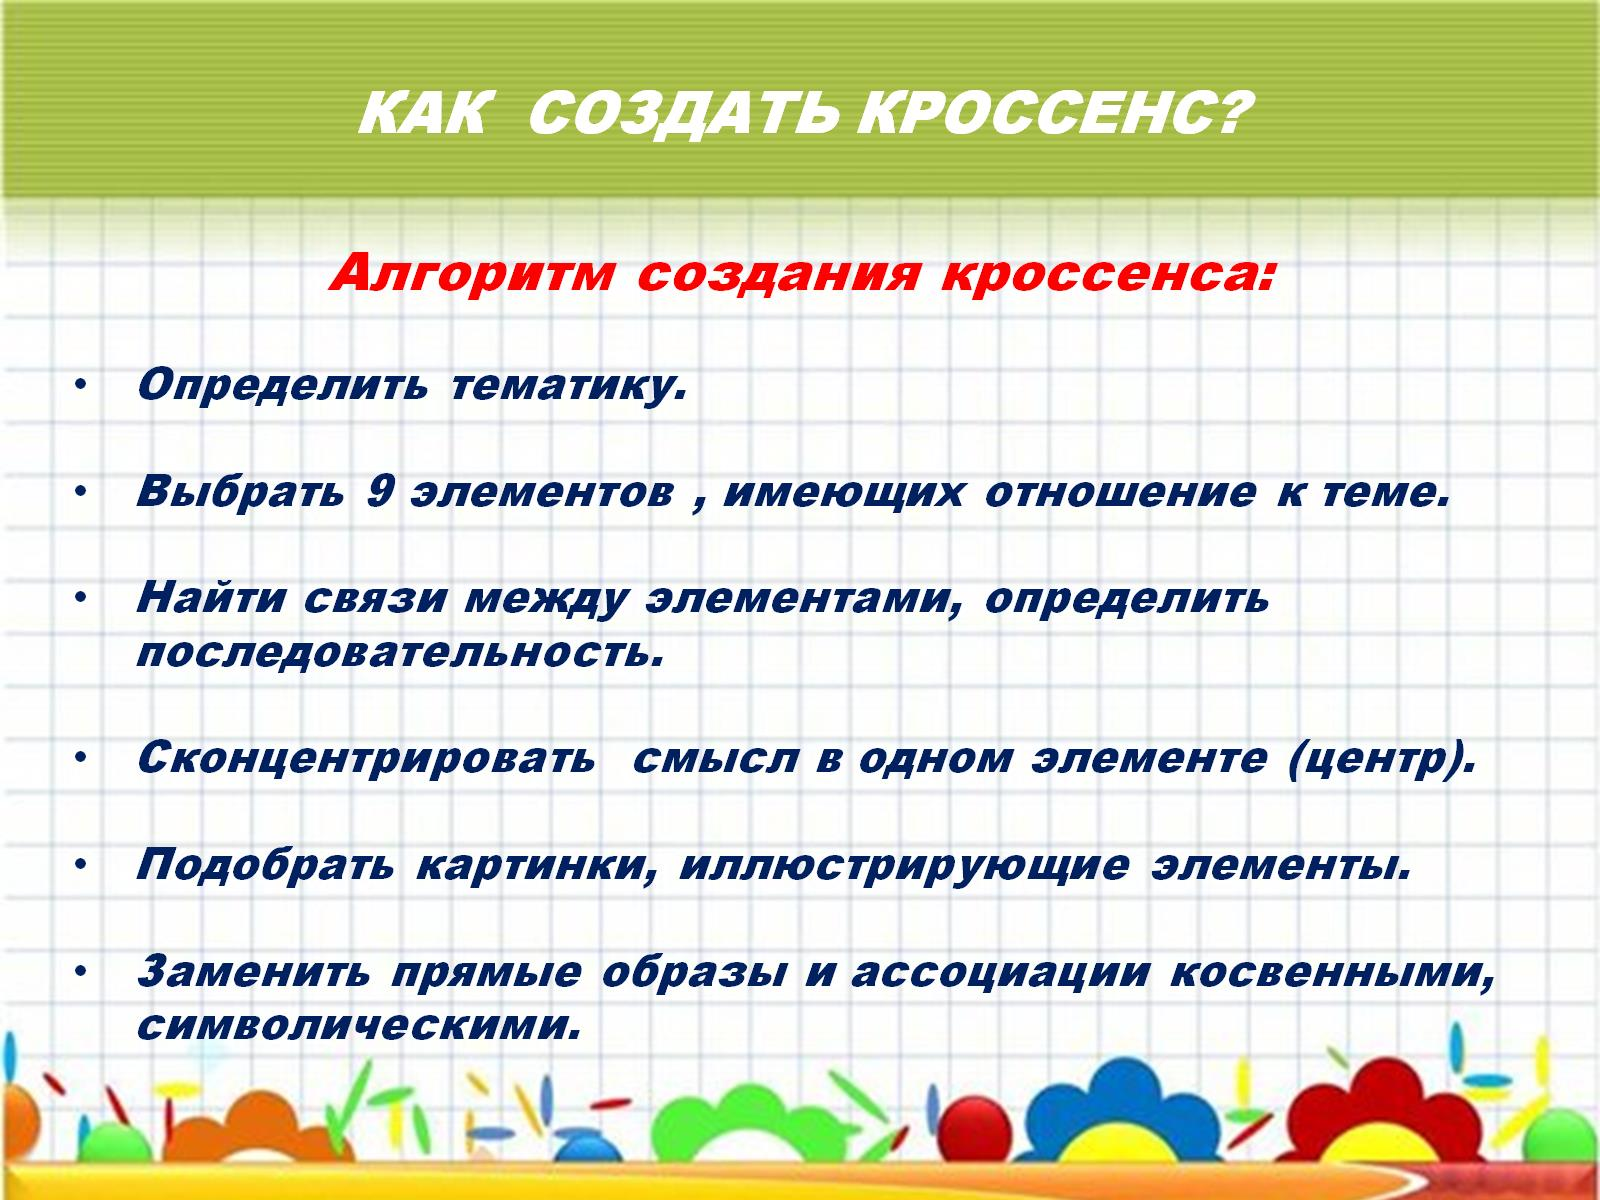 КАК СОЗДАТЬ КРОССЕНС?
Алгоритм создания кроссенса:
• Определить тематику.
• Выбрать 9 элементов , имеющих отношение к теме.
• Найти связи между элементами, определить
последовательность.
• Сконцентрировать смысл в одном элементе (центр).
• Подобрать картинки, иллюстрирующие элементы.
• Заменить прямые образы и ассоциации косвенными,
символическими.